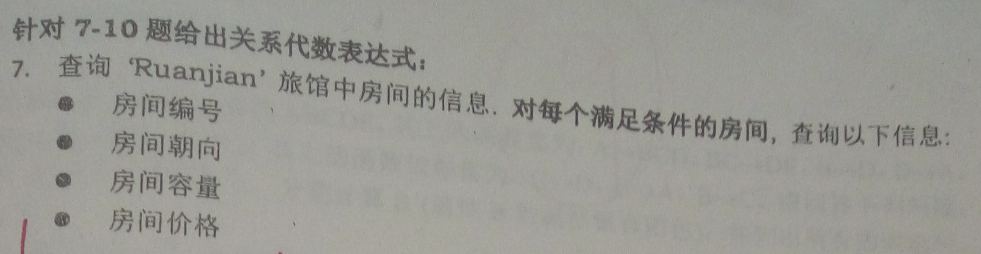 针对 7-10 题给出关系代数表达式:
7. 查询 ‘Ruanjian’ 旅馆中房间的信息. 对每个满足条件的房间, 查询以下信息:
● 房间编号
● 房间朝向
● 房间容量
● 房间价格